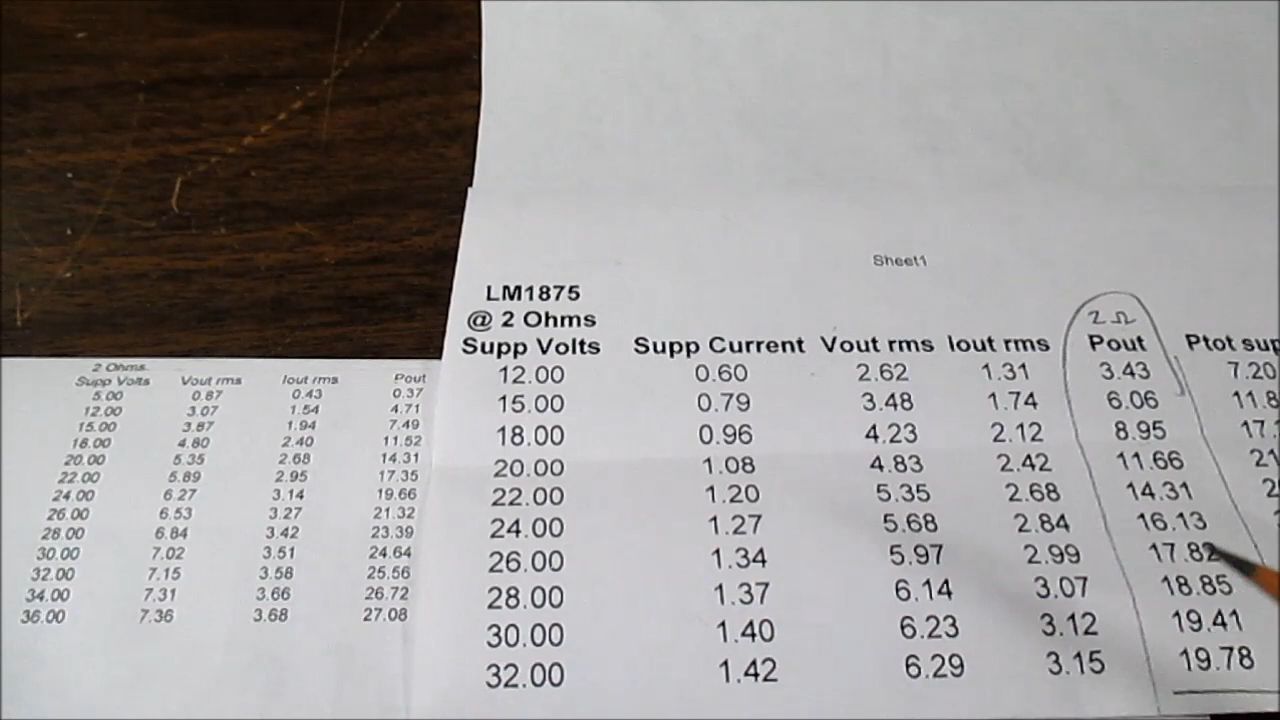 Sheet1
LM1875
@ 2 Ohms
2 Ω
Supp Volts Supp Current Vout rms Iout rms Pout Ptot sup
12.00 0.60 2.62 1.31 3.43 7.20
15.00 0.79 3.48 1.74 6.06 11.8
18.00 0.96 4.23 2.12 8.95 17.
20.00 1.08 4.83 2.42 11.66 21
22.00 1.20 5.35 2.68 14.31 2
24.00 1.27 5.68 2.84 16.13
26.00 1.34 5.97 2.99 17.82
28.00 1.37 6.14 3.07 18.85
30.00 1.40 6.23 3.12 19.41
32.00 1.42 6.29 3.15 19.78
2 Ohms
Supp Volts Vout rms Iout rms Pout
5.00 0.87 0.43 0.37
12.00 3.07 1.54 4.71
15.00 3.87 1.94 7.49
18.00 4.80 2.40 11.52
20.00 5.35 2.68 14.31
22.00 5.89 2.95 17.35
24.00 6.27 3.14 19.66
26.00 6.53 3.27 21.32
28.00 6.84 3.42 23.39
30.00 7.02 3.51 24.64
32.00 7.15 3.58 25.56
34.00 7.31 3.66 26.72
36.00 7.36 3.68 27.08